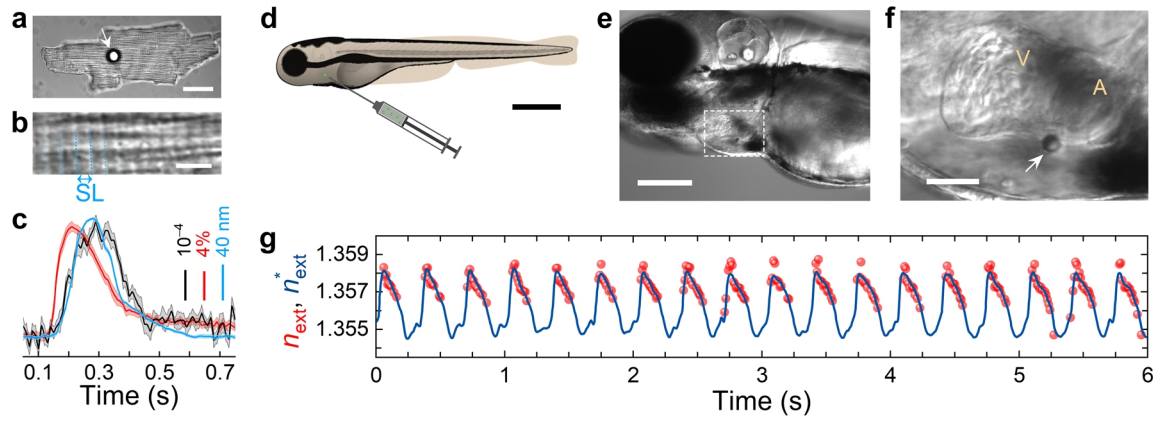 a
b
SL
c
10⁻⁴
4%
40 nm
0.1 0.3 0.5 0.7
Time (s)
d
e
f
V
A
g
n_ext, n*_ext
1.359
1.357
1.355
0 1 2 3 4 5 6
Time (s)